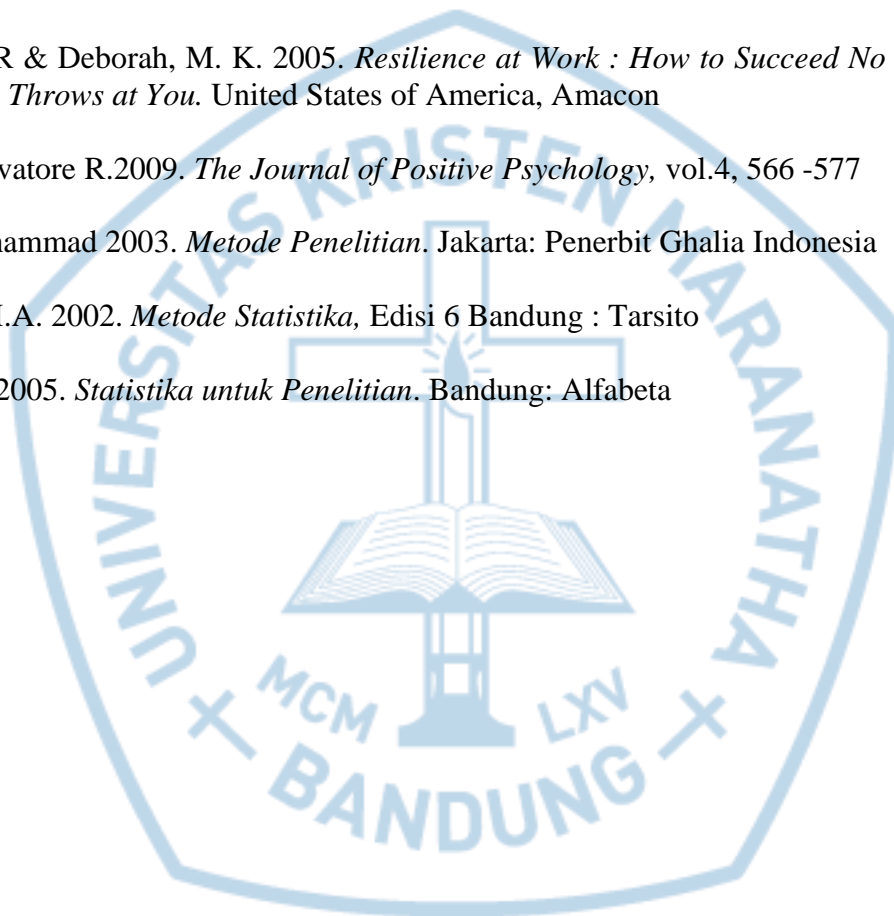 R & Deborah, M. K. 2005. Resilience at Work : How to Succeed No
Throws at You. United States of America, Amacon
vatore R.2009. The Journal of Positive Psychology, vol.4, 566 -577
ammad 2003. Metode Penelitian. Jakarta: Penerbit Ghalia Indonesia
.A. 2002. Metode Statistika, Edisi 6 Bandung : Tarsito
2005. Statistika untuk Penelitian. Bandung: Alfabeta
UNIVERSITAS KRISTEN MARANATHA
MCM LXV
BANDUNG